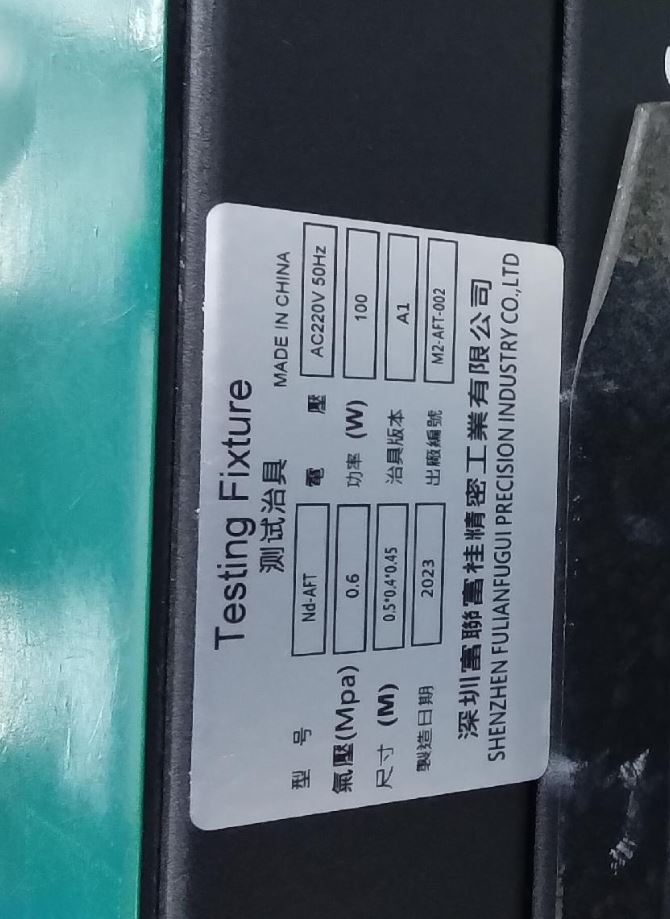 Testing Fixture
测试治具 MADE IN CHINA
型 号 Nd-AFT 電 壓 AC220V 50Hz
氣壓(Mpa) 0.6 功率 (W) 100
尺寸 (M) 0.5*0.4*0.45 治具版本 A1
製造日期 2023 出廠編號 M2-AFT-002
深圳富聯富桂精密工業有限公司
SHENZHEN FULIANFUGUI PRECISION INDUSTRY CO.,LTD